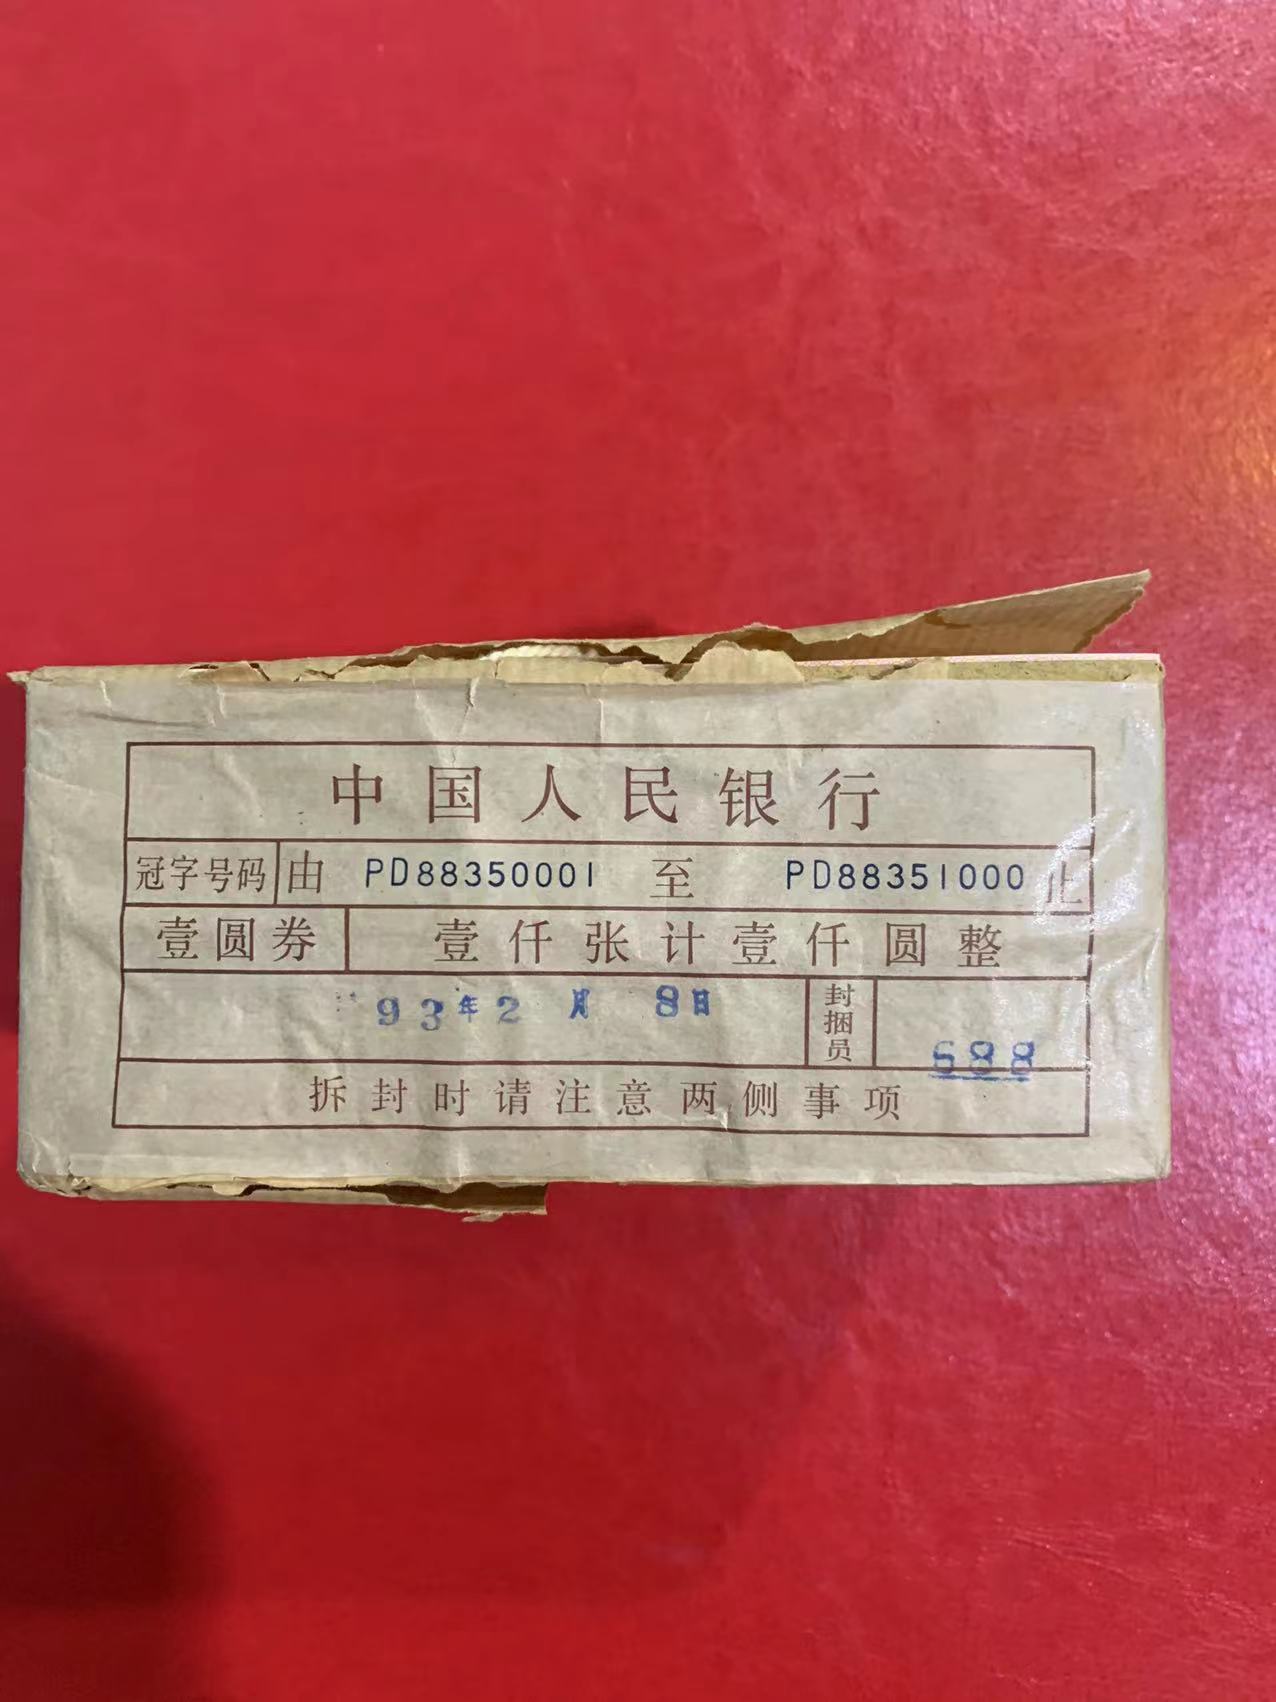 中国人民银行
冠字号码 由 PD88350001 至 PD88351000 止
壹圆券 壹仟张计壹仟圆整
93年2月8日 封捆员 688
拆封时请注意两侧事项